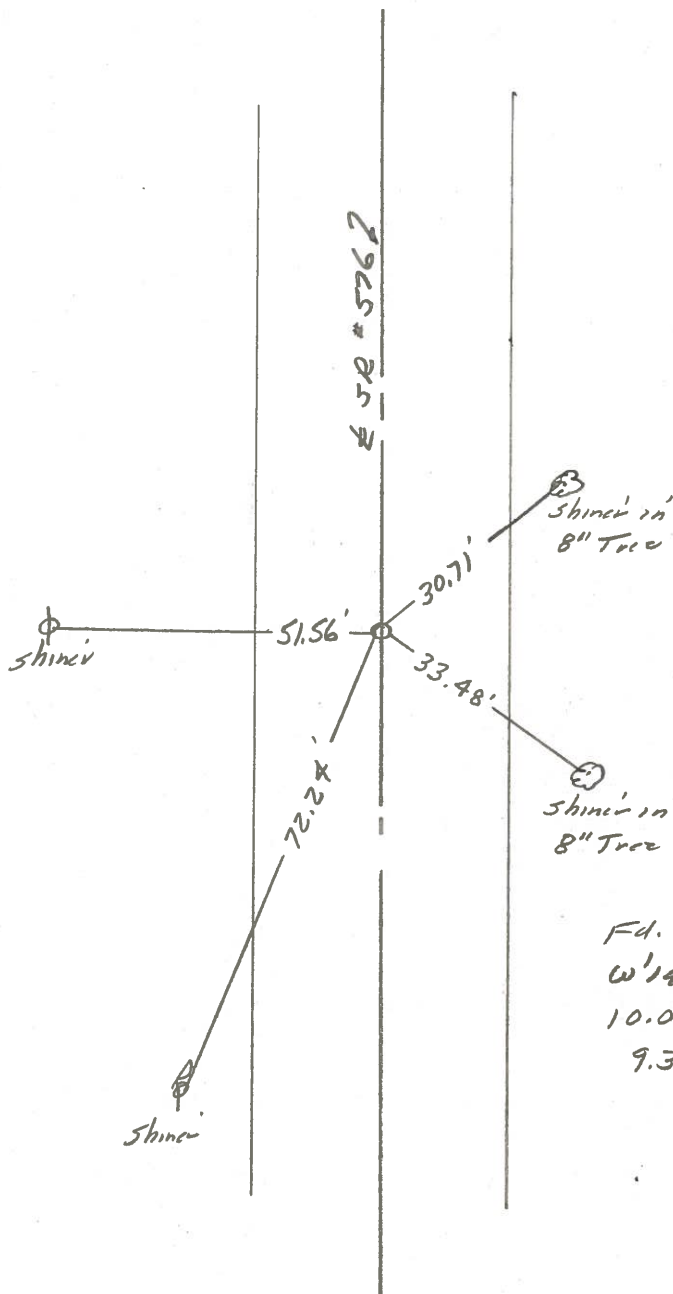 ℄ SR #576
shiner in
8" Tree
30.71'
51.56'
shiner
33.48'
shiner in
8" Tree
72.24'
Fd.
10.0
9.3
shiner